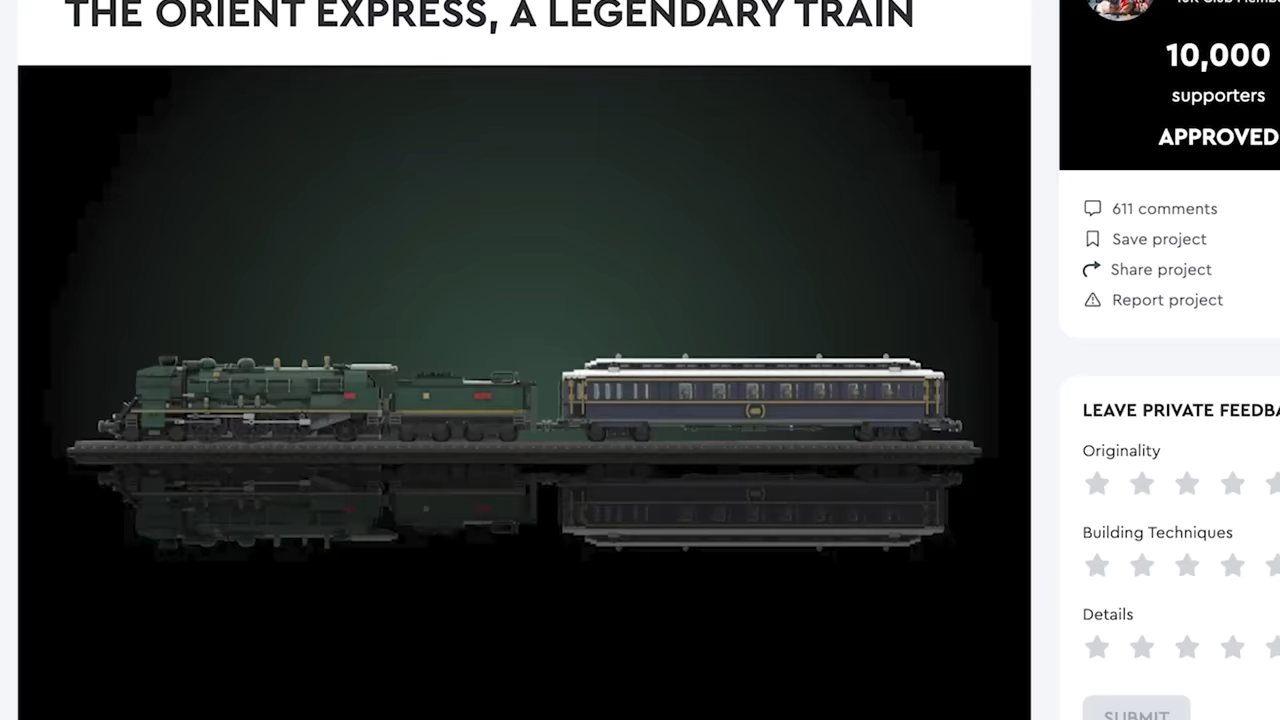 THE ORIENT EXPRESS, A LEGENDARY TRAIN
10,000
supporters
APPROVED
611 comments
Save project
Share project
Report project
LEAVE PRIVATE FEEDBA
Originality
Building Techniques
Details
SUBMIT